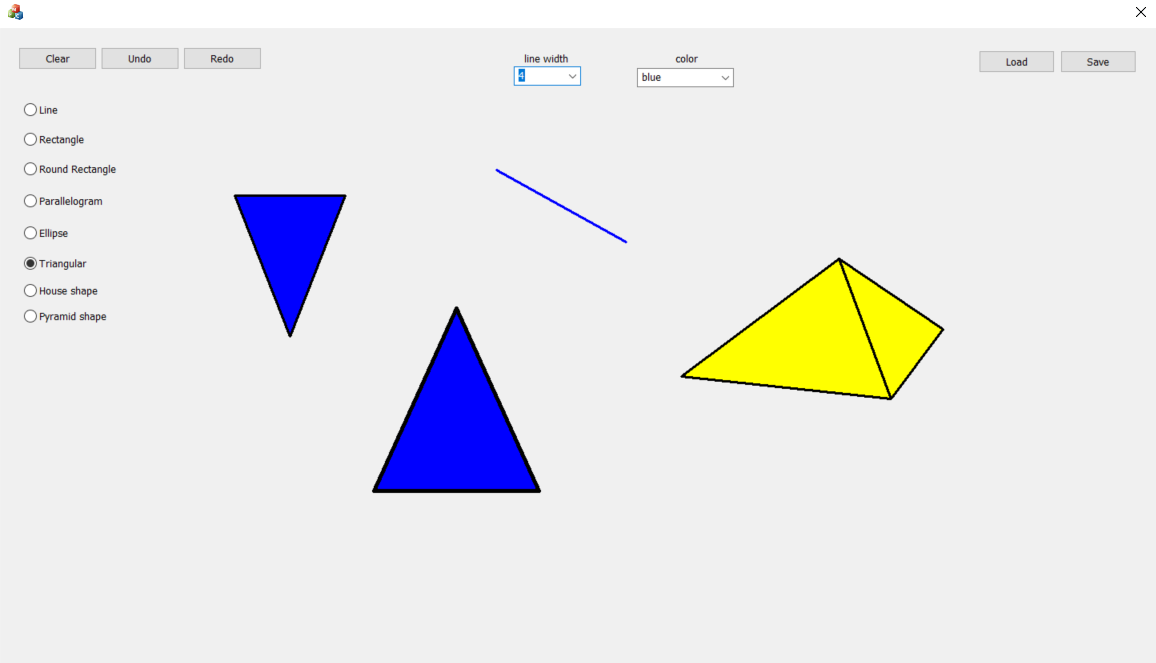 Clear Undo Redo
line width
color
4
blue
Load Save
Line
Rectangle
Round Rectangle
Parallelogram
Ellipse
Triangular
House shape
Pyramid shape